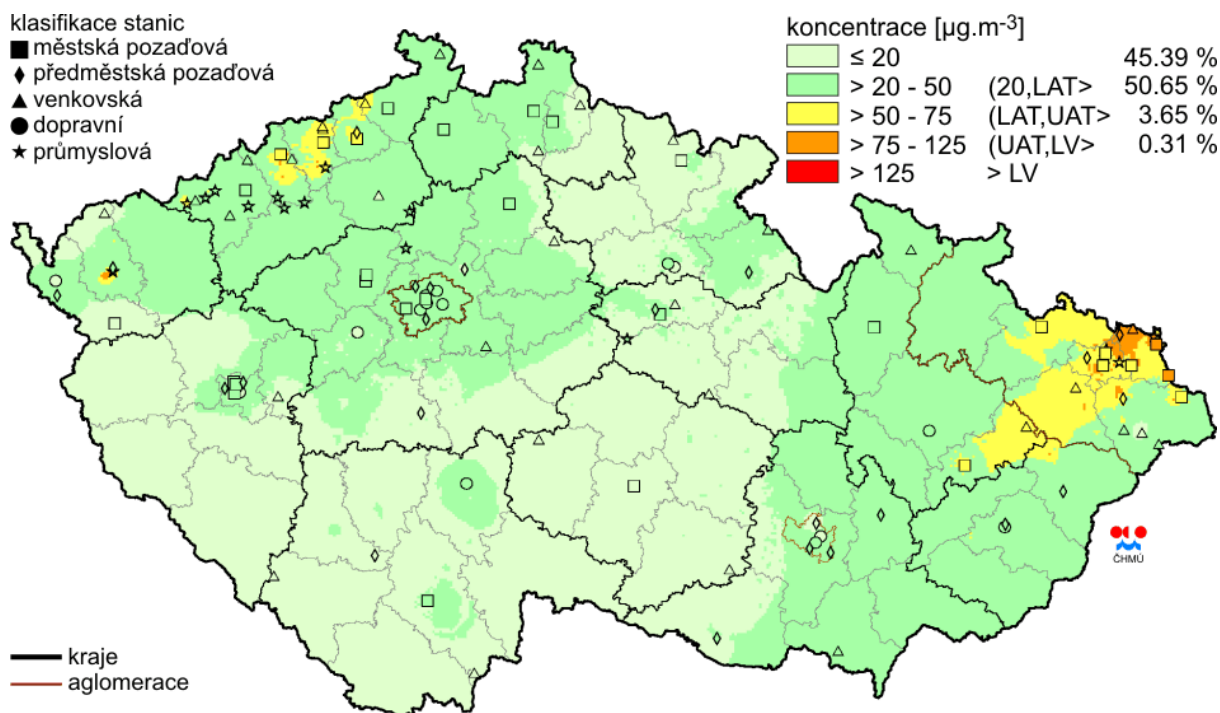 klasifikace stanic
městská pozaďová
předměstská pozaďová
venkovská
dopravní
průmyslová
koncentrace [µg.m-3]
≤ 20 45.39 %
> 20 - 50 (20,LAT> 50.65 %
> 50 - 75 (LAT,UAT> 3.65 %
> 75 - 125 (UAT,LV> 0.31 %
> 125 > LV
ČHMÚ
kraje
aglomerace